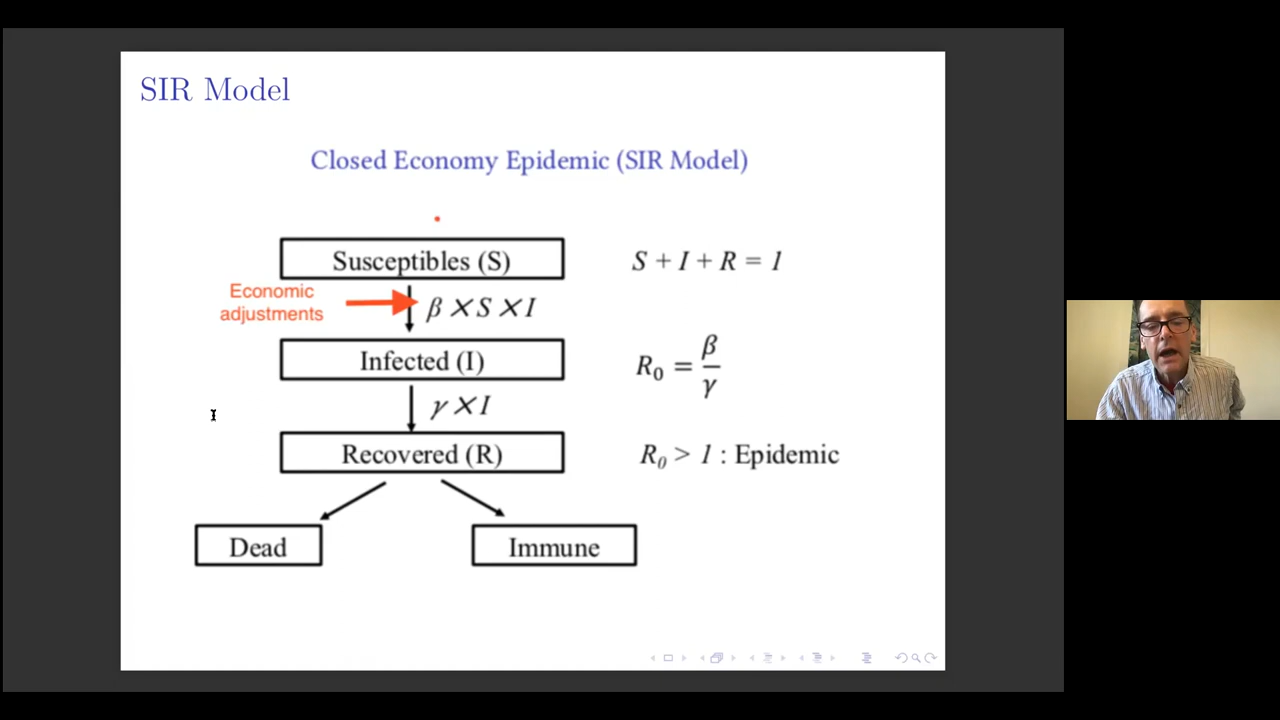 SIR Model
Closed Economy Epidemic (SIR Model)
Susceptibles (S)
S + I + R = 1
Economic
adjustments
β × S × I
Infected (I)
R₀ = β/γ
γ × I
Recovered (R)
R₀ > 1 : Epidemic
Dead
Immune